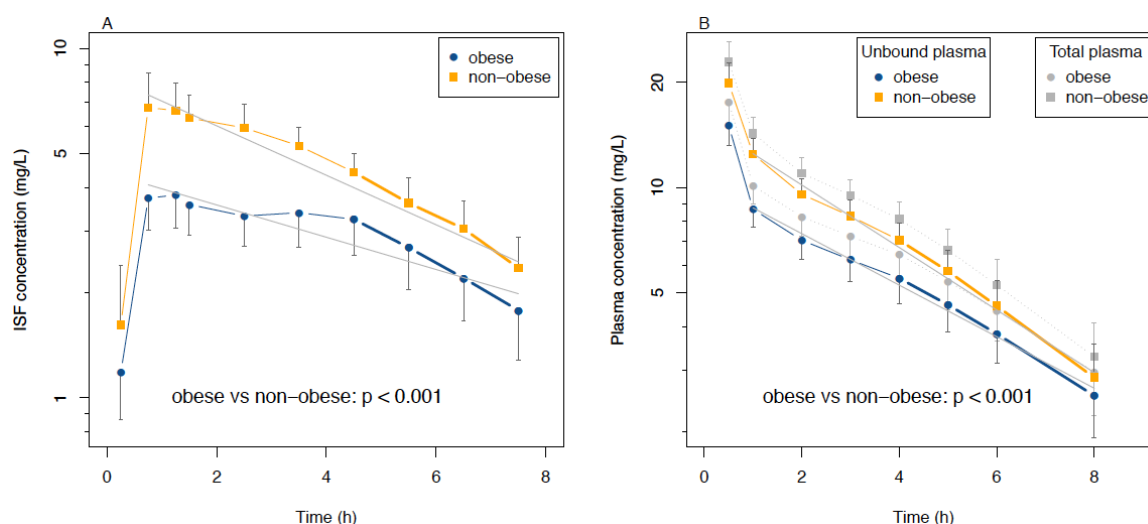 A
ISF concentration (mg/L)
10
5
2
1
obese
non−obese
obese vs non−obese: p < 0.001
0 2 4 6 8
Time (h)
B
Plasma concentration (mg/L)
20
10
5
Unbound plasma
obese
non−obese
Total plasma
obese
non−obese
obese vs non−obese: p < 0.001
0 2 4 6 8
Time (h)